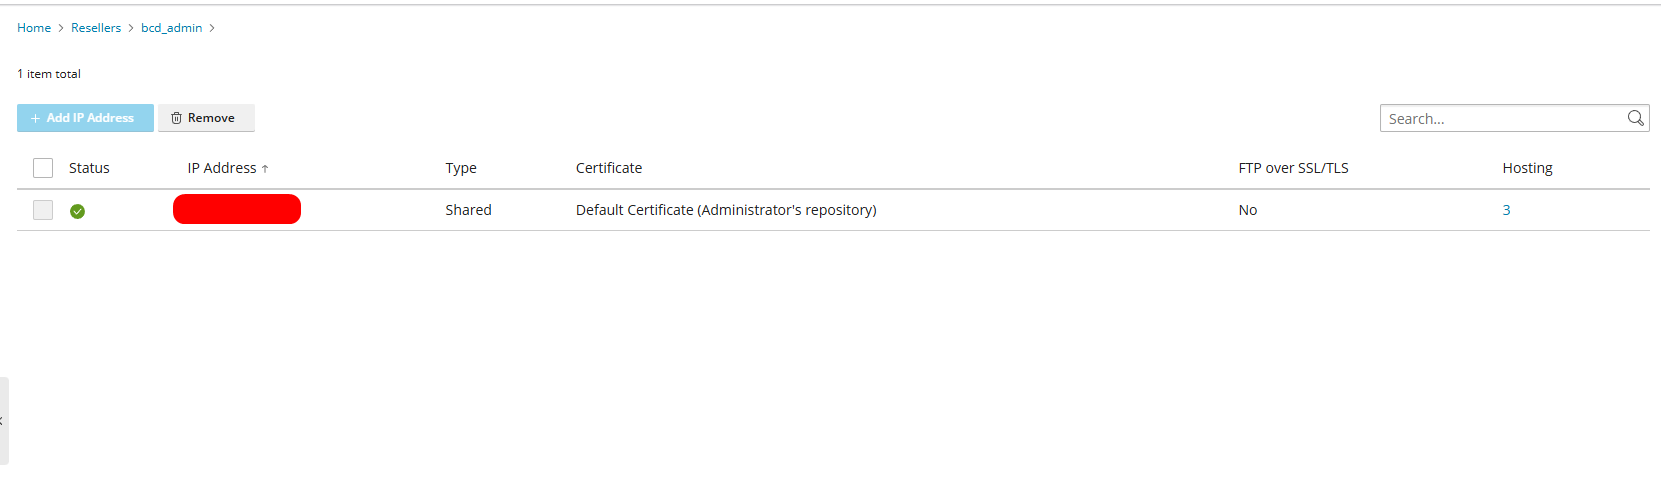 Home > Resellers > bcd_admin >
1 item total
+ Add IP Address Remove Search...
Status IP Address ↑ Type Certificate FTP over SSL/TLS Hosting
Shared Default Certificate (Administrator's repository) No 3